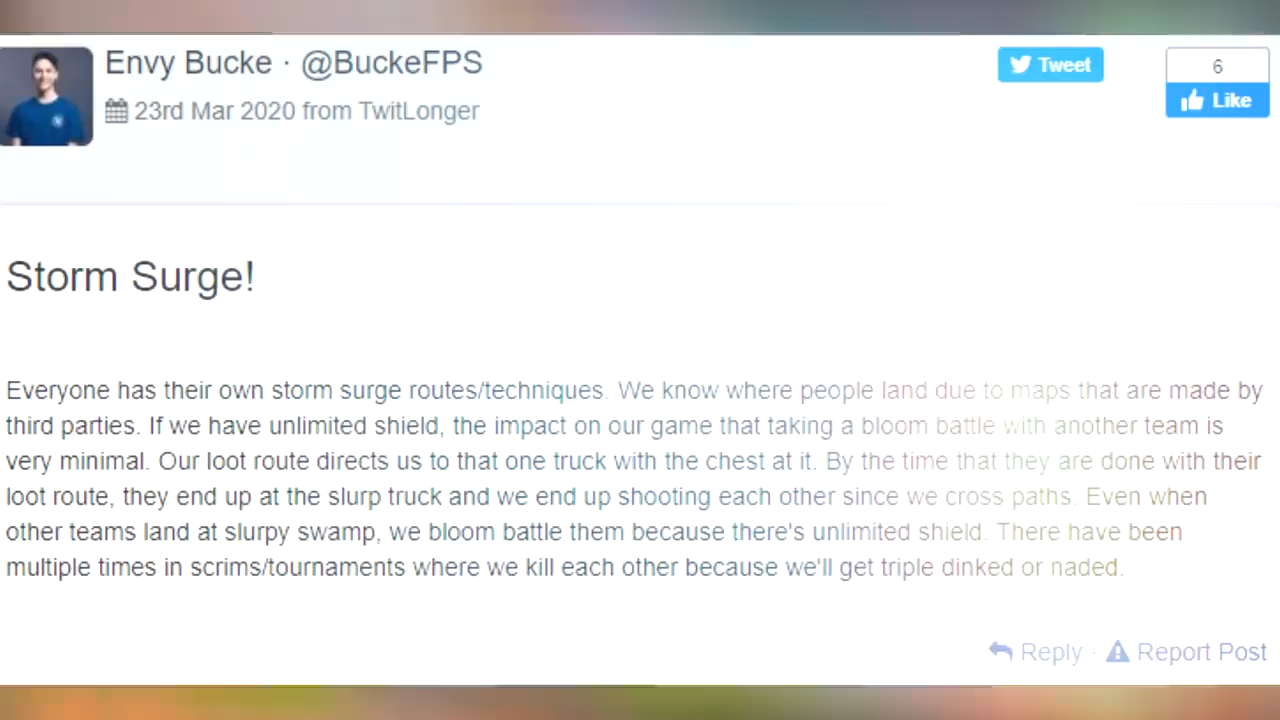 Envy Bucke · @BuckeFPS
Tweet
6
23rd Mar 2020 from TwitLonger
Like
Storm Surge!
Everyone has their own storm surge routes/techniques. We know where people land due to maps that are made by
third parties. If we have unlimited shield, the impact on our game that taking a bloom battle with another team is
very minimal. Our loot route directs us to that one truck with the chest at it. By the time that they are done with their
loot route, they end up at the slurp truck and we end up shooting each other since we cross paths. Even when
other teams land at slurpy swamp, we bloom battle them because there's unlimited shield. There have been
multiple times in scrims/tournaments where we kill each other because we'll get triple dinked or naded.
Reply · Report Post